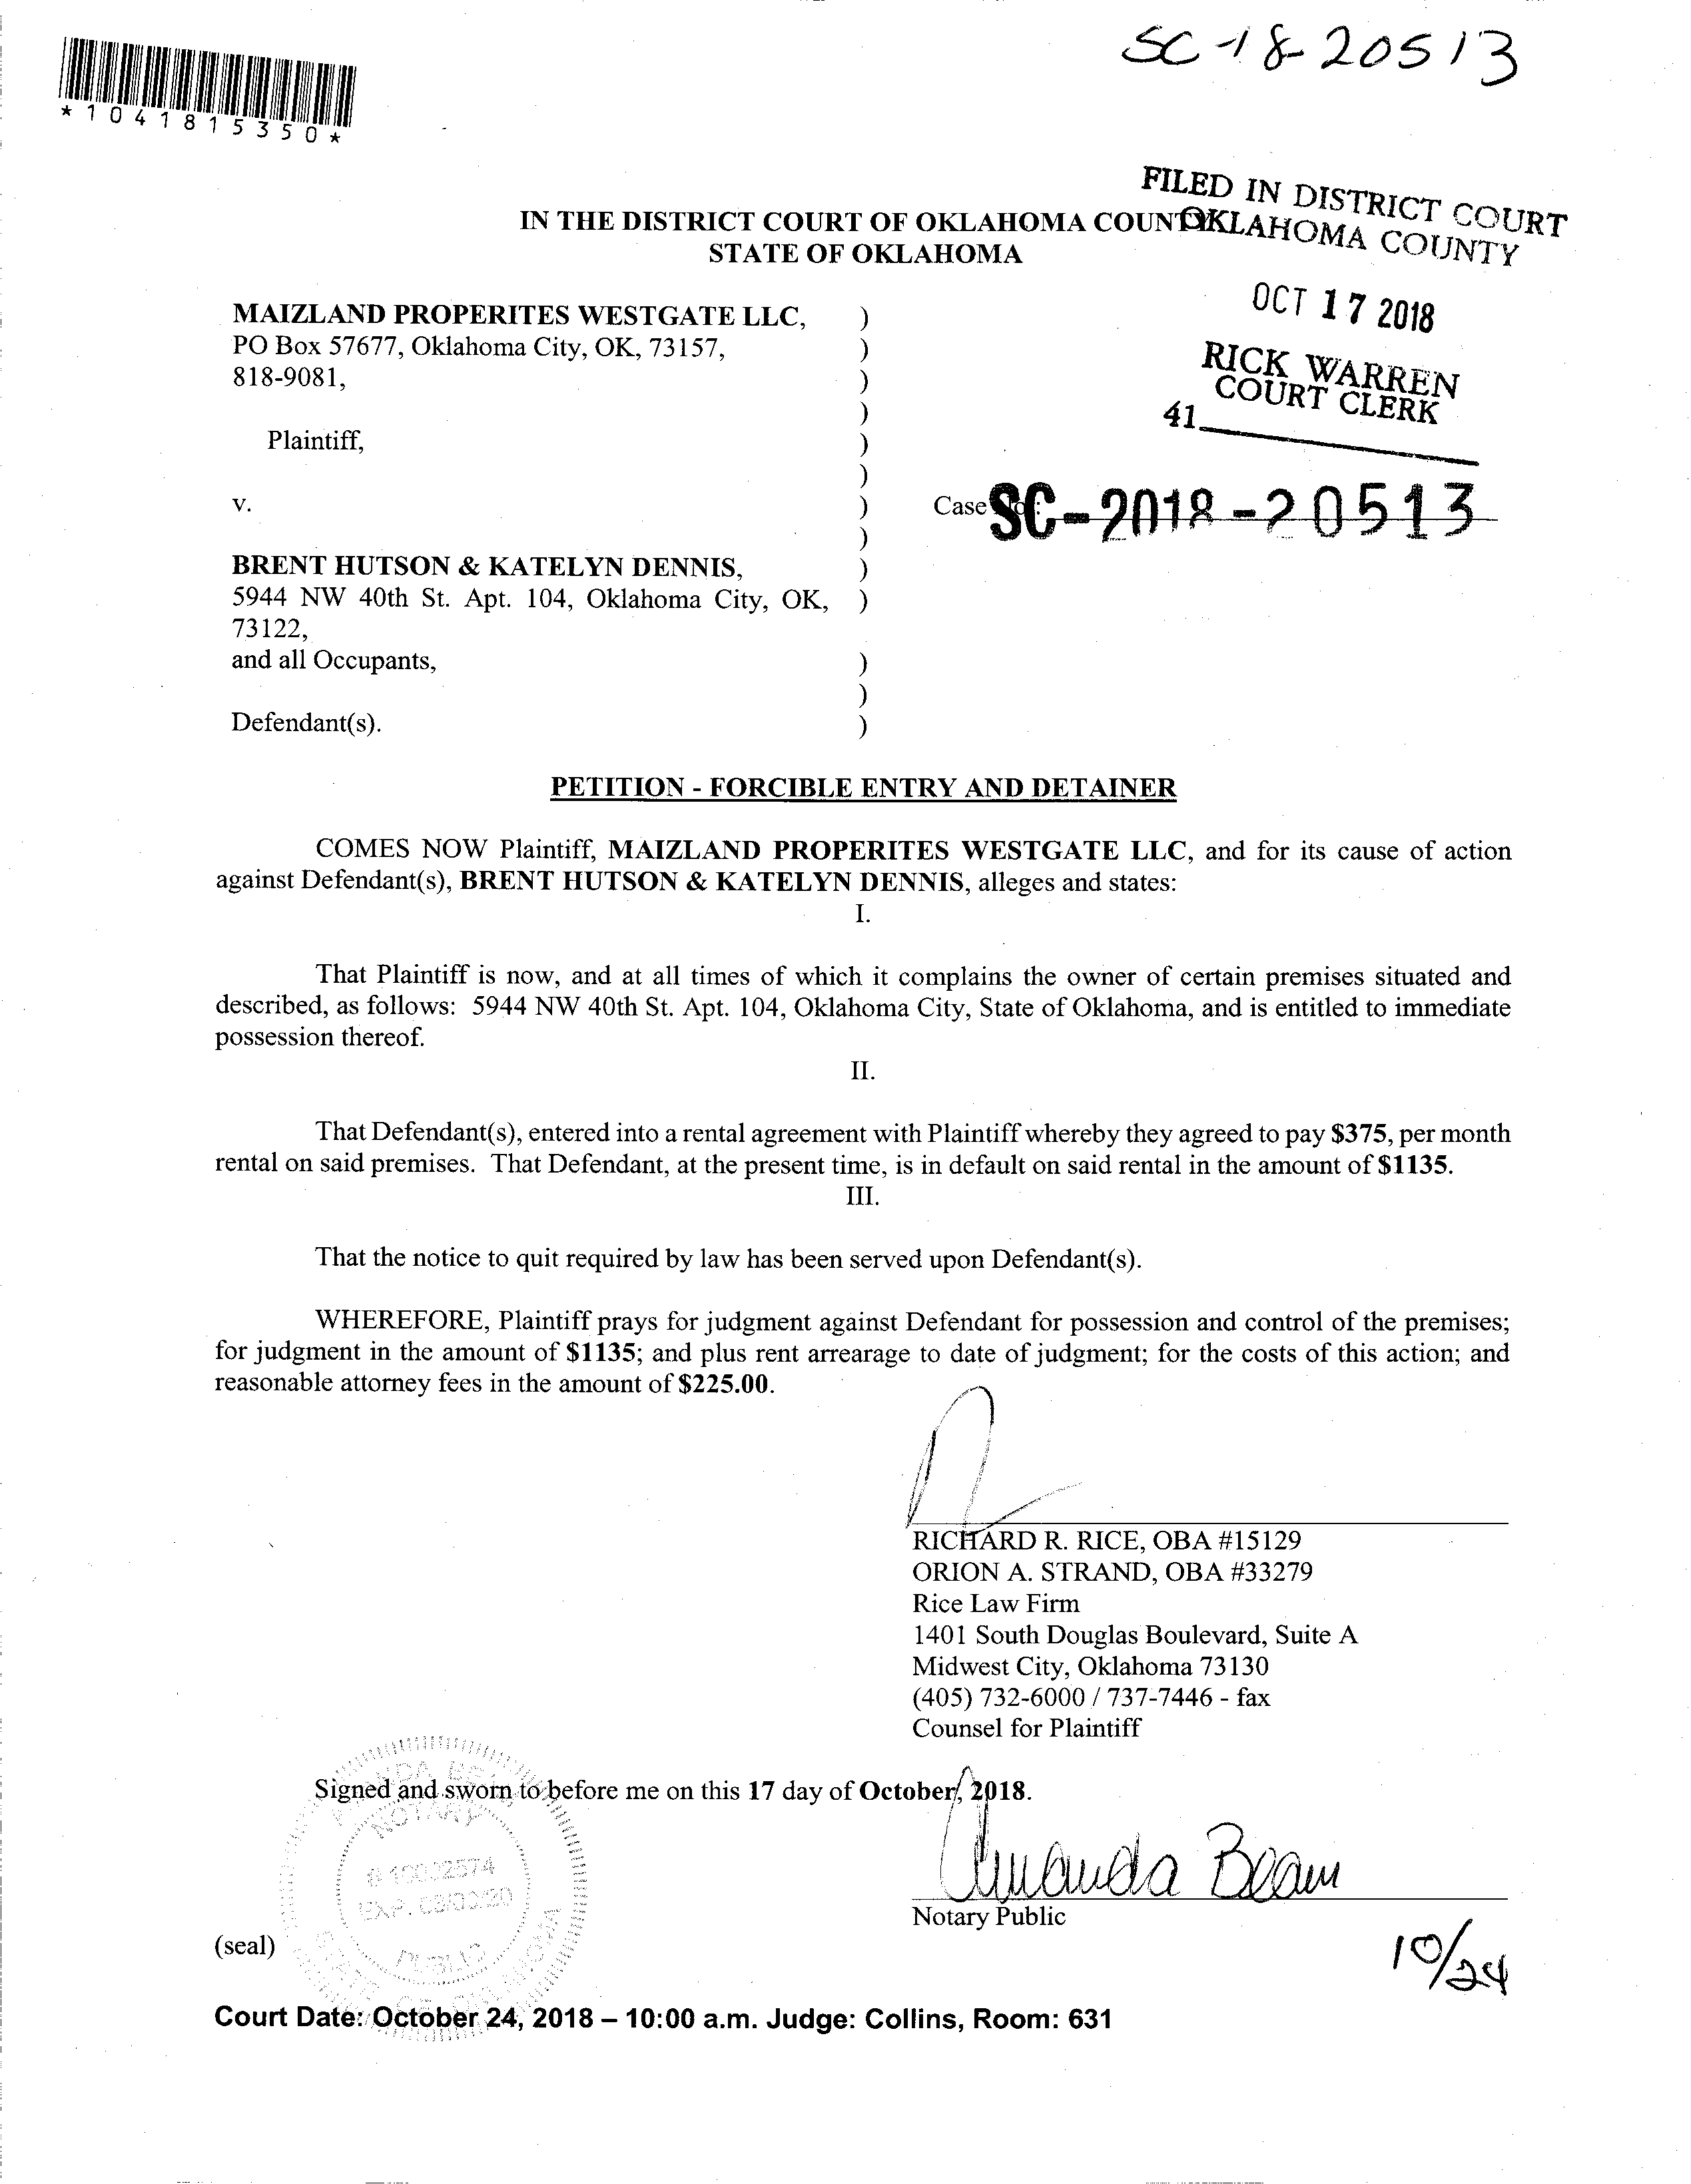 SC-18-20513
*1041815350*
FILED IN DISTRICT COURT
OKLAHOMA COUNTY
IN THE DISTRICT COURT OF OKLAHOMA COUNTY
STATE OF OKLAHOMA
OCT 17 2018
RICK WARREN
COURT CLERK
41
MAIZLAND PROPERITES WESTGATE LLC, )
PO Box 57677, Oklahoma City, OK, 73157, )
818-9081, )
)
Plaintiff, )
)
v. ) Case No.: SC-2018-20513
)
BRENT HUTSON & KATELYN DENNIS, )
5944 NW 40th St. Apt. 104, Oklahoma City, OK, )
73122,
and all Occupants, )
)
Defendant(s). )
PETITION - FORCIBLE ENTRY AND DETAINER
COMES NOW Plaintiff, MAIZLAND PROPERITES WESTGATE LLC, and for its cause of action
against Defendant(s), BRENT HUTSON & KATELYN DENNIS, alleges and states:
I.
That Plaintiff is now, and at all times of which it complains the owner of certain premises situated and
described, as follows: 5944 NW 40th St. Apt. 104, Oklahoma City, State of Oklahoma, and is entitled to immediate
possession thereof.
II.
That Defendant(s), entered into a rental agreement with Plaintiff whereby they agreed to pay $375, per month
rental on said premises. That Defendant, at the present time, is in default on said rental in the amount of $1135.
III.
That the notice to quit required by law has been served upon Defendant(s).
WHEREFORE, Plaintiff prays for judgment against Defendant for possession and control of the premises;
for judgment in the amount of $1135; and plus rent arrearage to date of judgment; for the costs of this action; and
reasonable attorney fees in the amount of $225.00.
RICHARD R. RICE, OBA #15129
ORION A. STRAND, OBA #33279
Rice Law Firm
1401 South Douglas Boulevard, Suite A
Midwest City, Oklahoma 73130
(405) 732-6000 / 737-7446 - fax
Counsel for Plaintiff
Signed and sworn to before me on this 17 day of October, 2018.
NOTARY
PUBLIC
Amanda Beam
Notary Public
(seal)
10/24
Court Date: October 24, 2018 – 10:00 a.m. Judge: Collins, Room: 631